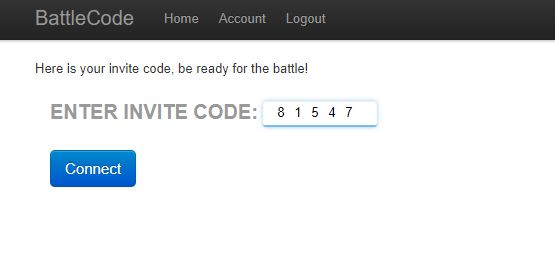 BattleCode Home Account Logout
Here is your invite code, be ready for the battle!
ENTER INVITE CODE: 8 1 5 4 7
Connect